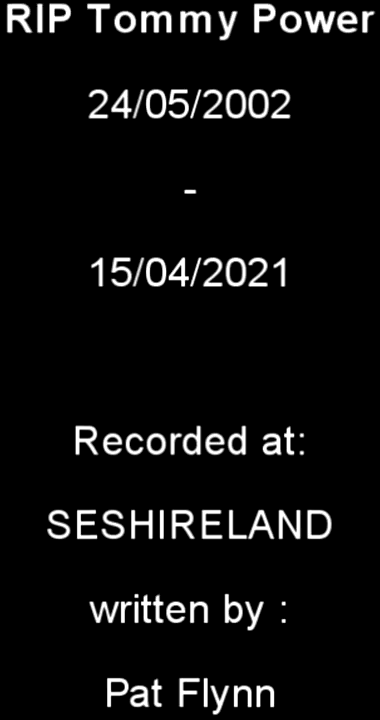 RIP Tommy Power
24/05/2002
-
15/04/2021
Recorded at:
SESHIRELAND
written by :
Pat Flynn